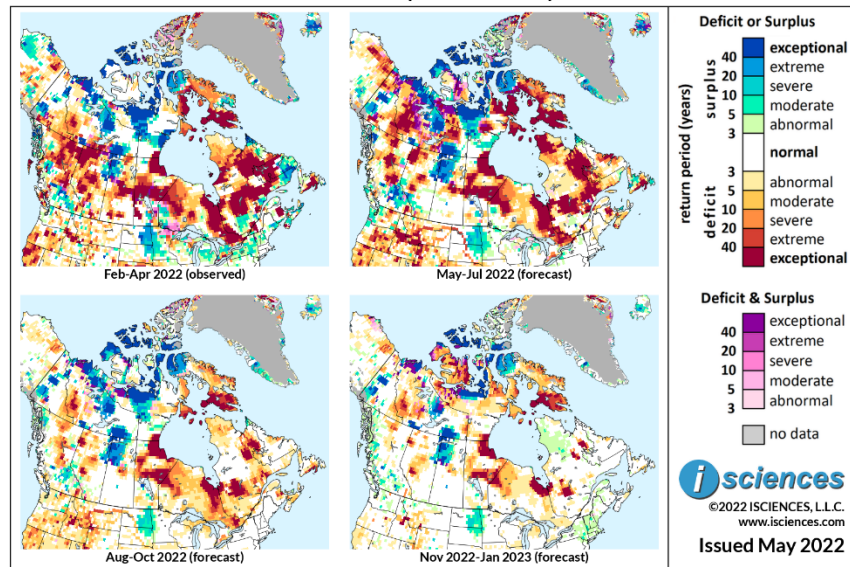 Feb-Apr 2022 (observed)
May-Jul 2022 (forecast)
Aug-Oct 2022 (forecast)
Nov 2022-Jan 2023 (forecast)
Deficit or Surplus
return period (years)
surplus
deficit
exceptional
40
extreme
20
severe
10
moderate
5
abnormal
3
normal
3
abnormal
5
moderate
10
severe
20
extreme
40
exceptional
Deficit & Surplus
exceptional
40
extreme
20
severe
10
moderate
5
abnormal
3
no data
i sciences
©2022 ISCIENCES, L.L.C.
www.isciences.com
Issued May 2022